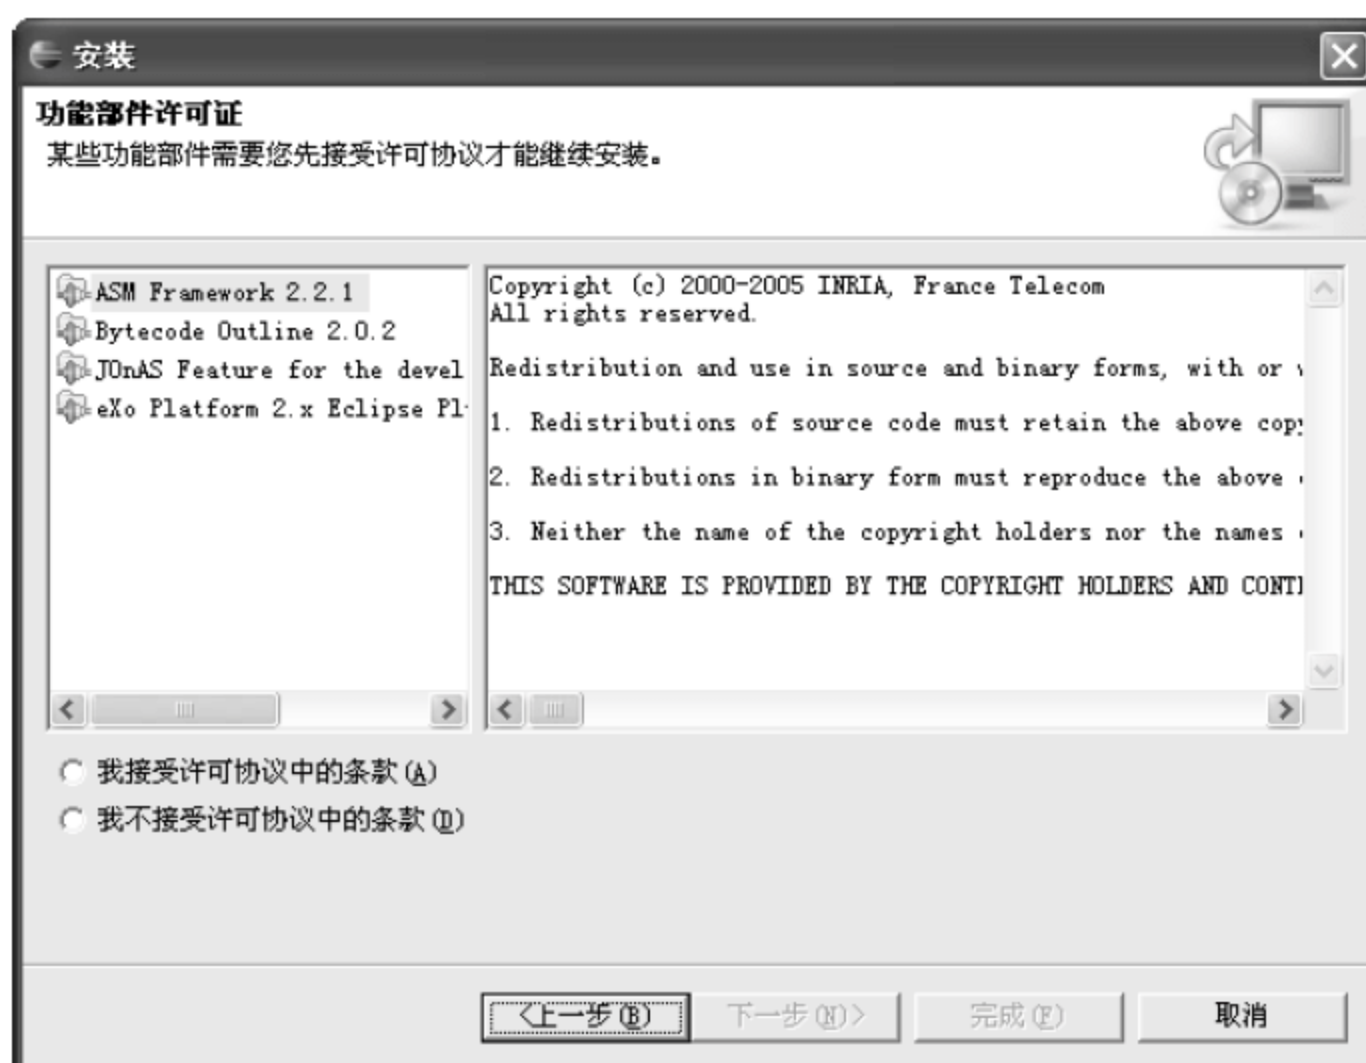 安装
功能部件许可证
某些功能部件需要您先接受许可协议才能继续安装。
ASM Framework 2.2.1
Bytecode Outline 2.0.2
JOnAS Feature for the devel
eXo Platform 2.x Eclipse Pl
Copyright (c) 2000-2005 INRIA, France Telecom
All rights reserved.
Redistribution and use in source and binary forms, with or
1. Redistributions of source code must retain the above copy
2. Redistributions in binary form must reproduce the above
3. Neither the name of the copyright holders nor the names
THIS SOFTWARE IS PROVIDED BY THE COPYRIGHT HOLDERS AND CONT
我接受许可协议中的条款(A)
我不接受许可协议中的条款(D)
<上一步(B)
下一步(N)>
完成(F)
取消